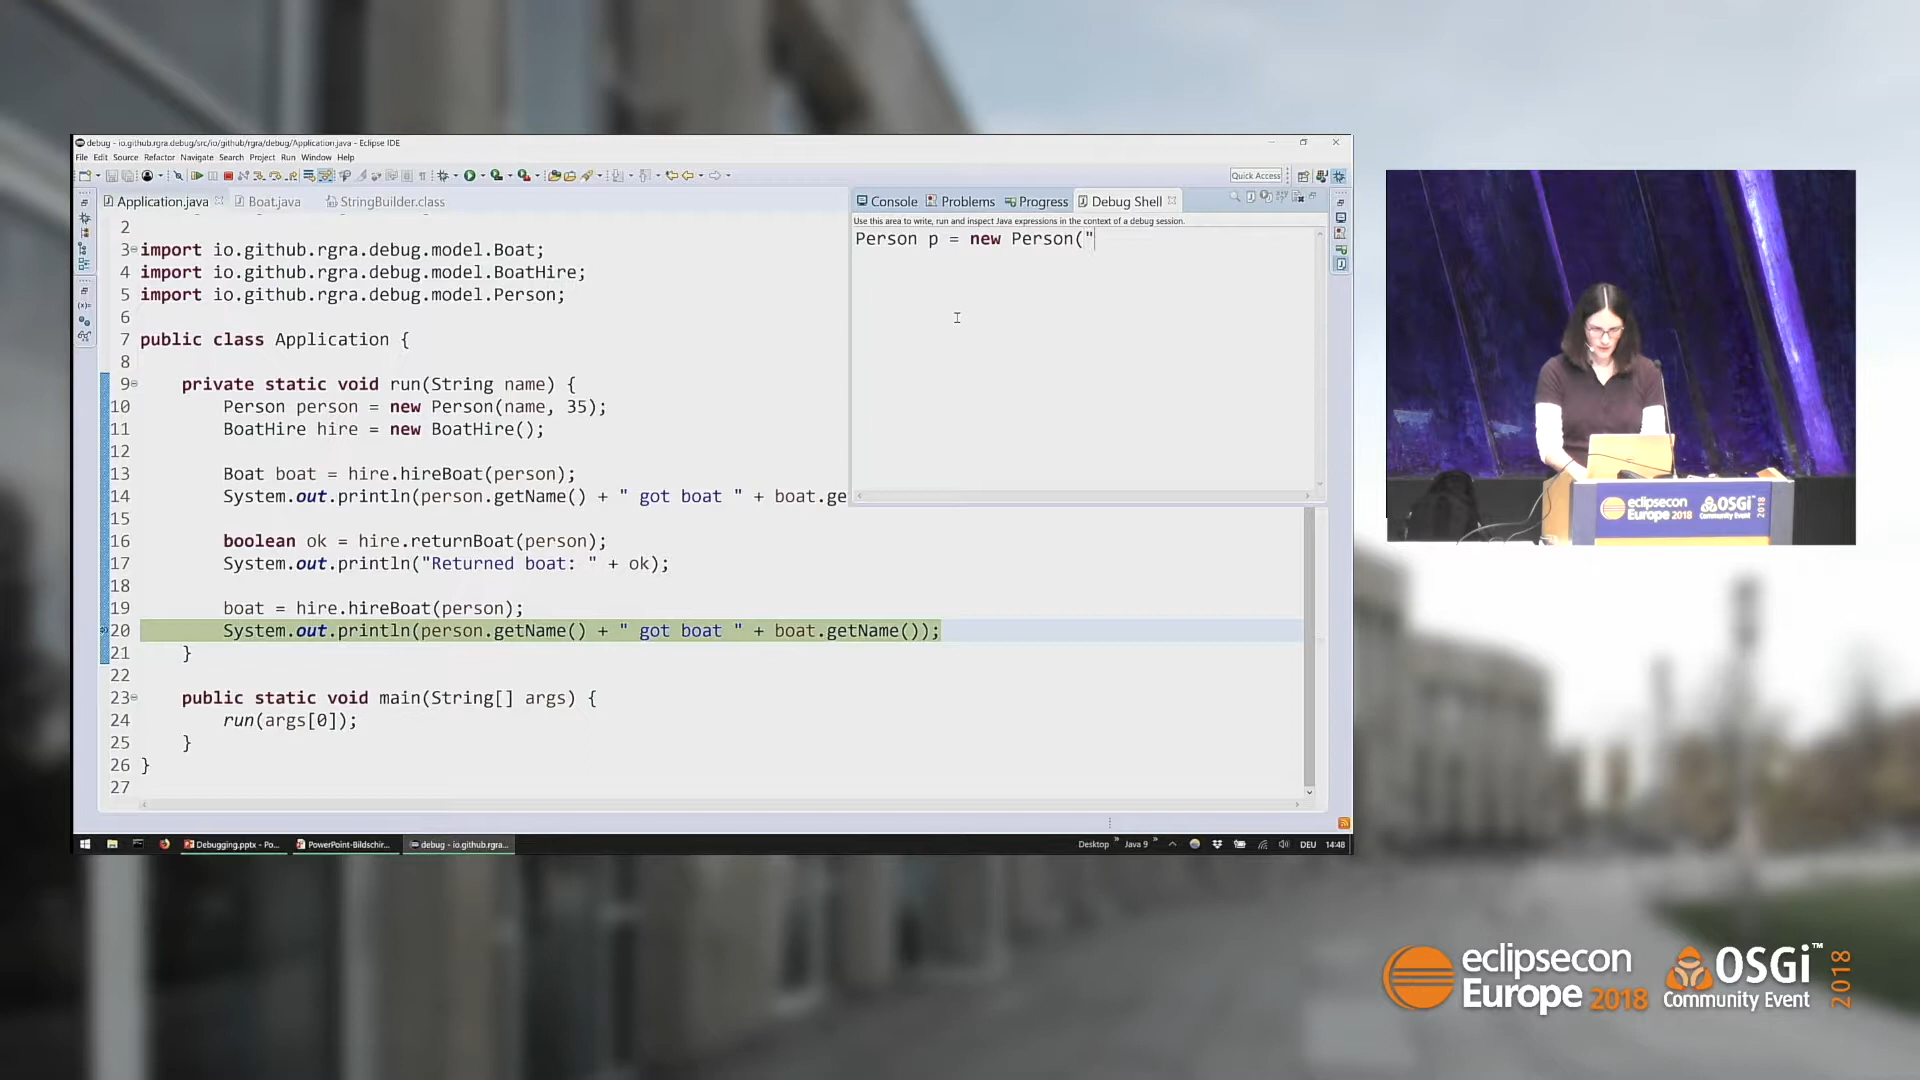 debug - io.github.rgra.debug/src/io/github/rgra/debug/Application.java - Eclipse IDE
File Edit Source Refactor Navigate Search Project Run Window Help
Quick Access
Application.java Boat.java StringBuilder.class
Console Problems Progress Debug Shell
Use this area to write, run and inspect Java expressions in the context of a debug session.
Person p = new Person("
2
3 import io.github.rgra.debug.model.Boat;
4 import io.github.rgra.debug.model.BoatHire;
5 import io.github.rgra.debug.model.Person;
6
7 public class Application {
8
9 private static void run(String name) {
10 Person person = new Person(name, 35);
11 BoatHire hire = new BoatHire();
12
13 Boat boat = hire.hireBoat(person);
14 System.out.println(person.getName() + " got boat " + boat.ge
15
16 boolean ok = hire.returnBoat(person);
17 System.out.println("Returned boat: " + ok);
18
19 boat = hire.hireBoat(person);
20 System.out.println(person.getName() + " got boat " + boat.getName());
21 }
22
23 public static void main(String[] args) {
24 run(args[0]);
25 }
26 }
27
Debugging.pptx - Po... PowerPoint-Bildschir... debug - io.github.rgra... Desktop Java 9 DEU 14:48
eclipsecon Europe 2018 OSGi Community Event 2018
eclipsecon
Europe 2018
OSGi™
Community Event
2018